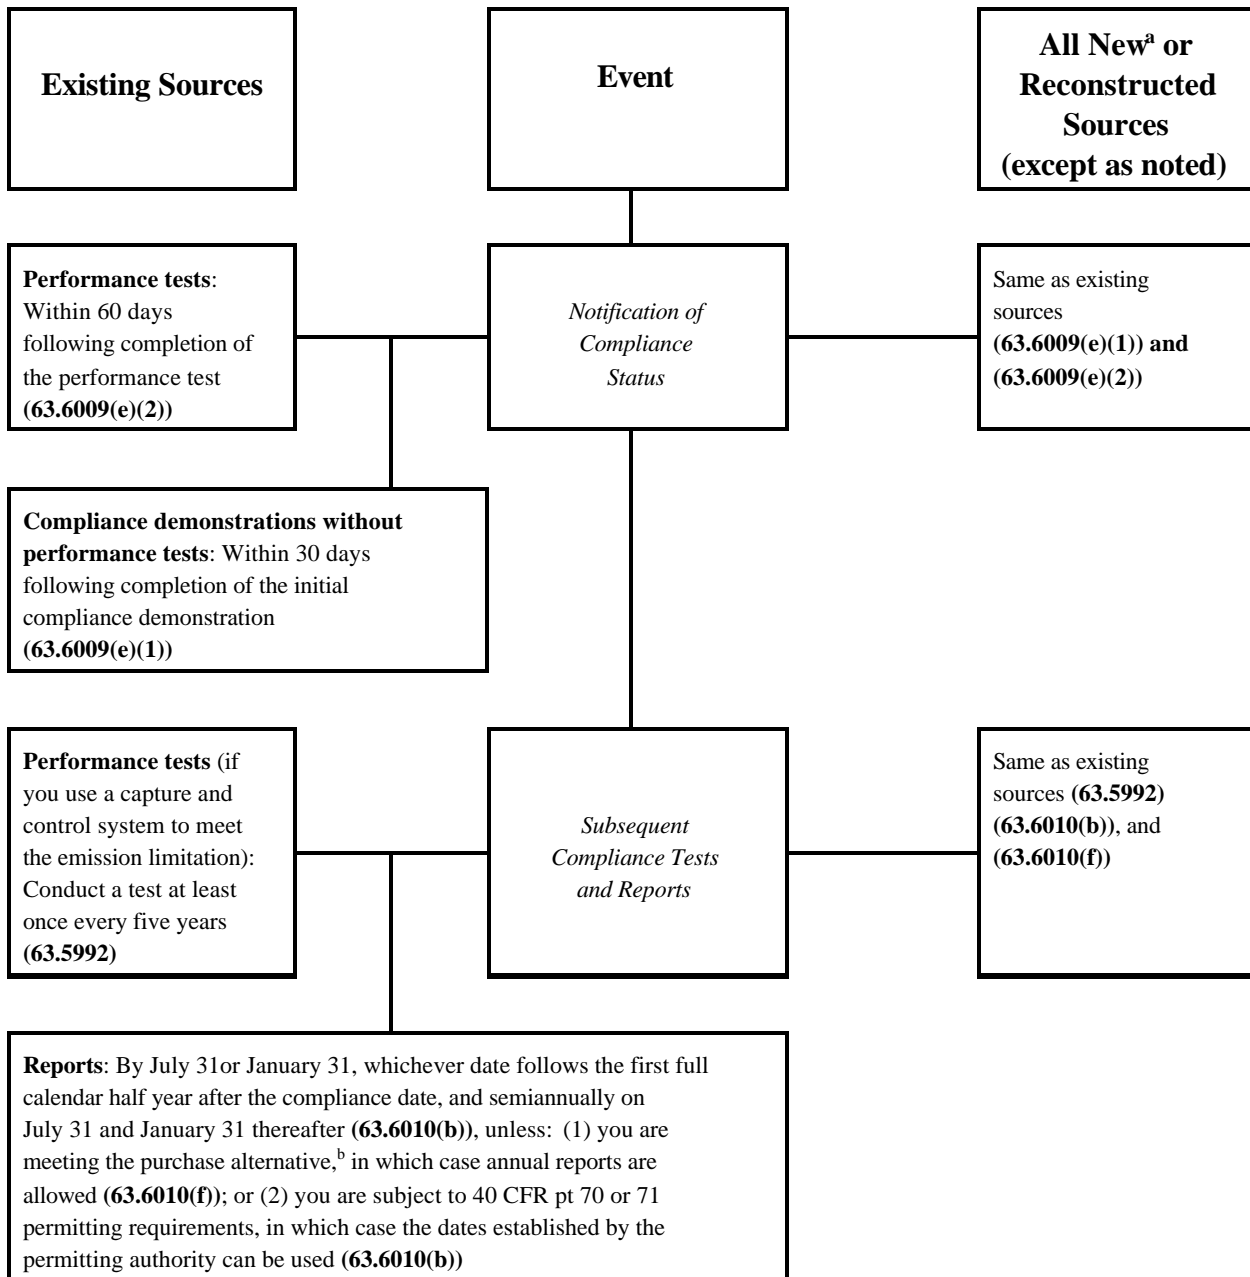 Existing Sources
Event
All Newᵃ or
Reconstructed
Sources
(except as noted)
Performance tests:
Within 60 days
following completion of
the performance test
(63.6009(e)(2))
Notification of
Compliance
Status
Same as existing
sources
(63.6009(e)(1)) and
(63.6009(e)(2))
Compliance demonstrations without
performance tests: Within 30 days
following completion of the initial
compliance demonstration
(63.6009(e)(1))
Performance tests (if
you use a capture and
control system to meet
the emission limitation):
Conduct a test at least
once every five years
(63.5992)
Subsequent
Compliance Tests
and Reports
Same as existing
sources (63.5992)
(63.6010(b)), and
(63.6010(f))
Reports: By July 31or January 31, whichever date follows the first full
calendar half year after the compliance date, and semiannually on
July 31 and January 31 thereafter (63.6010(b)), unless: (1) you are
meeting the purchase alternative,ᵇ in which case annual reports are
allowed (63.6010(f)); or (2) you are subject to 40 CFR pt 70 or 71
permitting requirements, in which case the dates established by the
permitting authority can be used (63.6010(b))